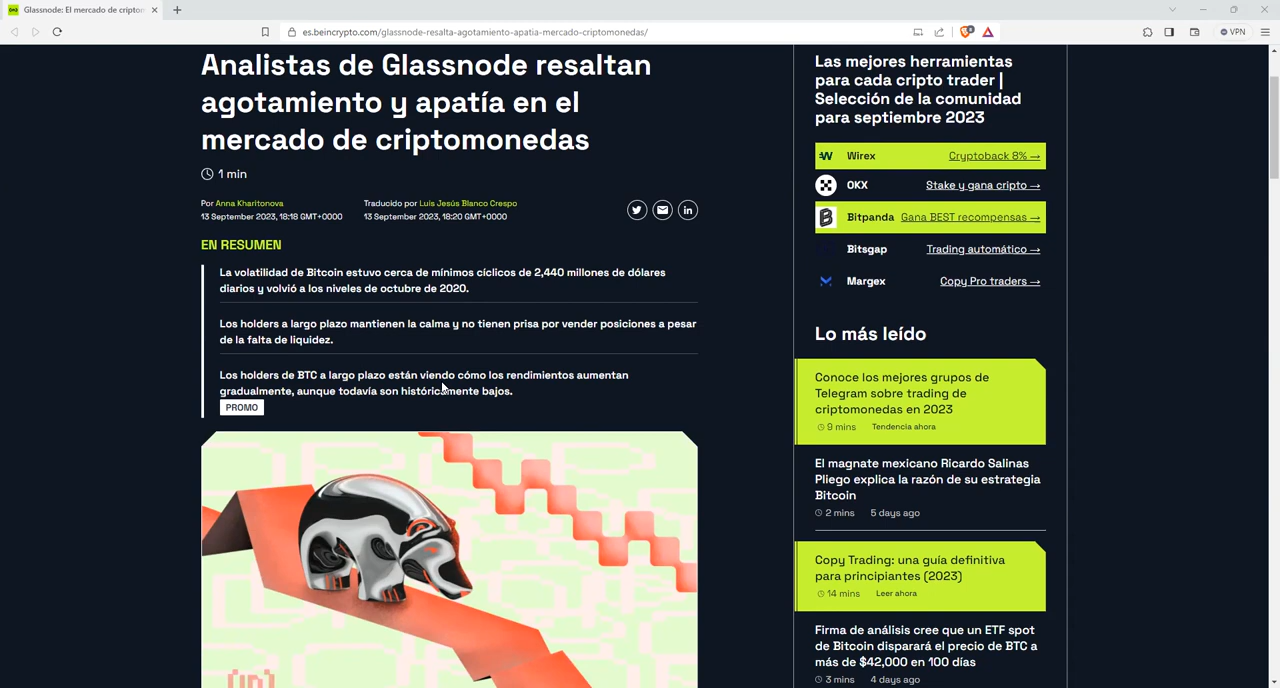 Glassnode: El mercado de cripton
VPN
es.beincrypto.com/glassnode-resalta-agotamiento-apatia-mercado-criptomonedas/
Analistas de Glassnode resaltan
agotamiento y apatía en el
mercado de criptomonedas
1 min
Por Anna Kharitonova
13 September 2023, 18:18 GMT+0000
Traducido por Luis Jesús Blanco Crespo
13 September 2023, 18:20 GMT+0000
EN RESUMEN
La volatilidad de Bitcoin estuvo cerca de mínimos cíclicos de 2,440 millones de dólares
diarios y volvió a los niveles de octubre de 2020.
Los holders a largo plazo mantienen la calma y no tienen prisa por vender posiciones a pesar
de la falta de liquidez.
Los holders de BTC a largo plazo están viendo cómo los rendimientos aumentan
gradualmente, aunque todavía son históricamente bajos.
PROMO
Las mejores herramientas
para cada cripto trader |
Selección de la comunidad
para septiembre 2023
Wirex Cryptoback 8% →
OKX Stake y gana cripto →
Bitpanda Gana BEST recompensas →
Bitsgap Trading automático →
Margex Copy Pro traders →
Lo más leído
Conoce los mejores grupos de
Telegram sobre trading de
criptomonedas en 2023
9 mins Tendencia ahora
El magnate mexicano Ricardo Salinas
Pliego explica la razón de su estrategia
Bitcoin
2 mins 5 days ago
Copy Trading: una guía definitiva
para principiantes (2023)
14 mins Leer ahora
Firma de análisis cree que un ETF spot
de Bitcoin disparará el precio de BTC a
más de $42,000 en 100 días
3 mins 4 days ago